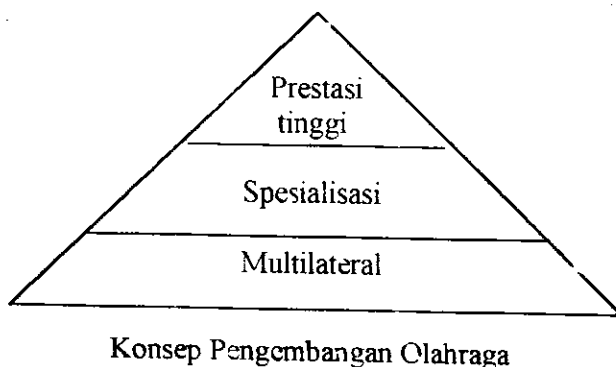 Prestasi
tinggi
Spesialisasi
Multilateral
Konsep Pengembangan Olahraga